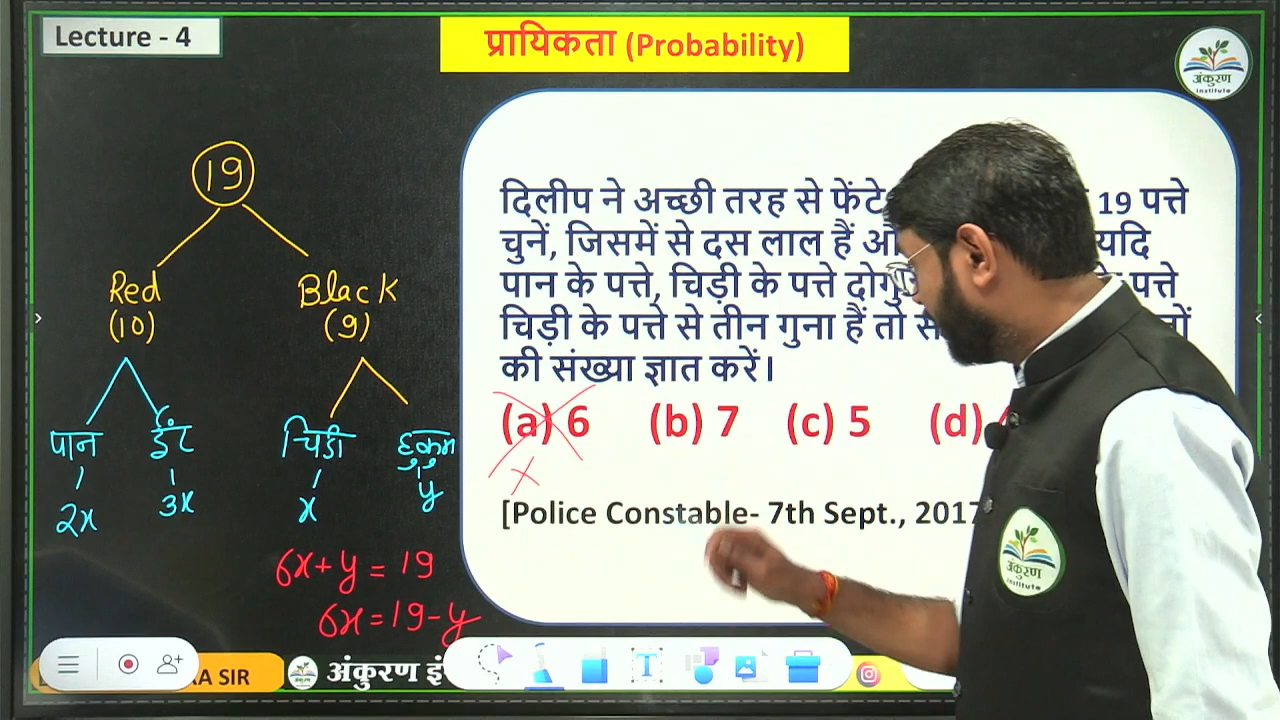 Lecture - 4
प्रायिकता (Probability)
अंकुरण
Institute
19
Red
(10)
Black
(9)
पान
ईंट
चिड़ी
हुकुम
2x
3x
x
y
6x+y = 19
6x = 19-y
दिलीप ने अच्छी तरह से फेंटे 19 पत्ते
चुनें, जिसमें से दस लाल हैं यदि
पान के पत्ते, चिड़ी के पत्ते पत्ते
चिड़ी के पत्ते से तीन गुना हैं तो
की संख्या ज्ञात करें।
(a) 6 (b) 7 (c) 5 (d)
x
[Police Constable- 7th Sept., 2017
अंकुरण
Institute
SIR
अंकुरण
T